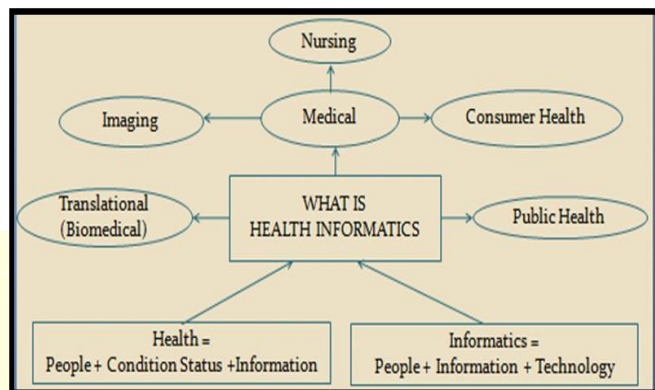 Nursing
Imaging
Medical
Consumer Health
Translational
(Biomedical)
WHAT IS
HEALTH INFORMATICS
Public Health
Health =
People + Condition Status +Information
Informatics =
People + Information + Technology